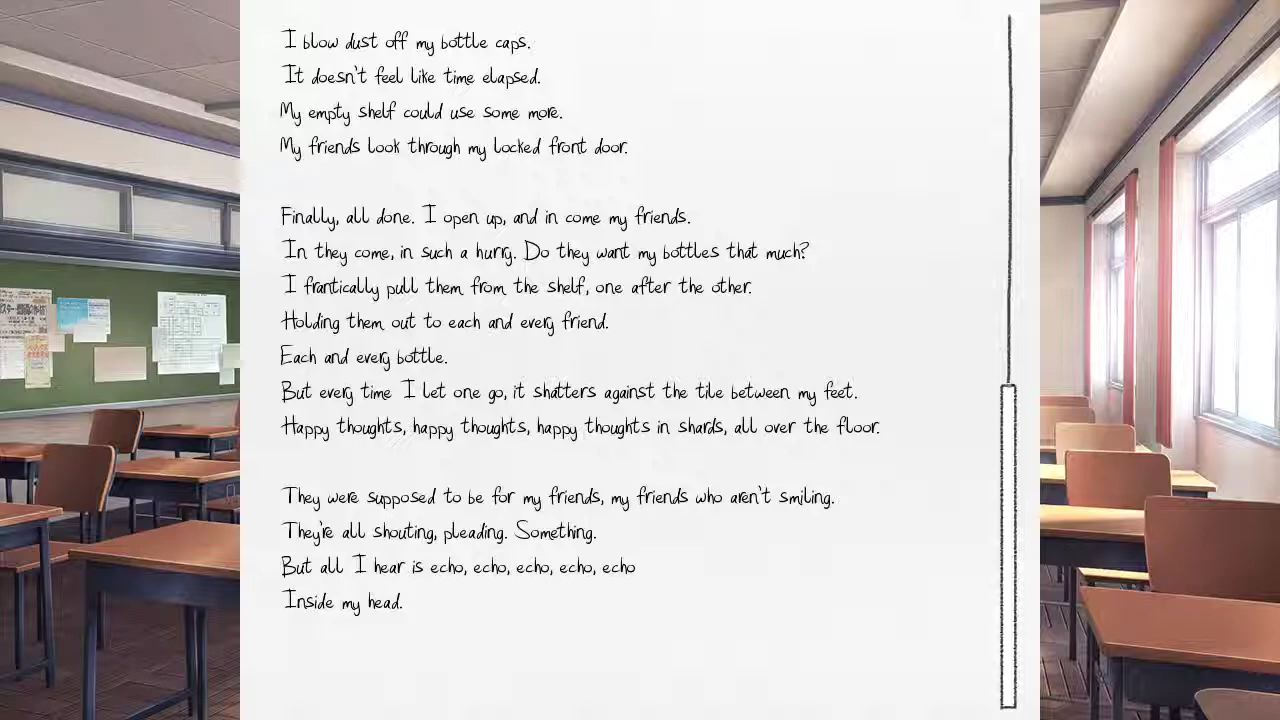 I blow dust off my bottle caps.
It doesn't feel like time elapsed.
My empty shelf could use some more.
My friends look through my locked front door.
Finally, all done. I open up, and in come my friends.
In they come, in such a hurry. Do they want my bottles that much?
I frantically pull them from the shelf, one after the other.
Holding them out to each and every friend.
Each and every bottle.
But every time I let one go, it shatters against the tile between my feet.
Happy thoughts, happy thoughts, happy thoughts in shards, all over the floor.
They were supposed to be for my friends, my friends who aren't smiling.
They're all shouting, pleading. Something.
But all I hear is echo, echo, echo, echo, echo
Inside my head.